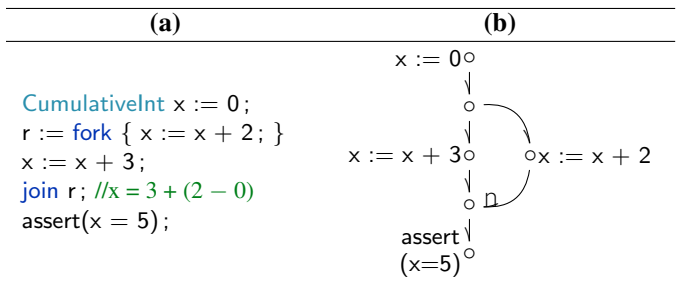 (a) (b)
CumulativeInt x := 0;
r := fork { x := x + 2; }
x := x + 3;
join r; //x = 3 + (2 − 0)
assert(x = 5);
x := 0
x := x + 3
x := x + 2
n
assert
(x=5)